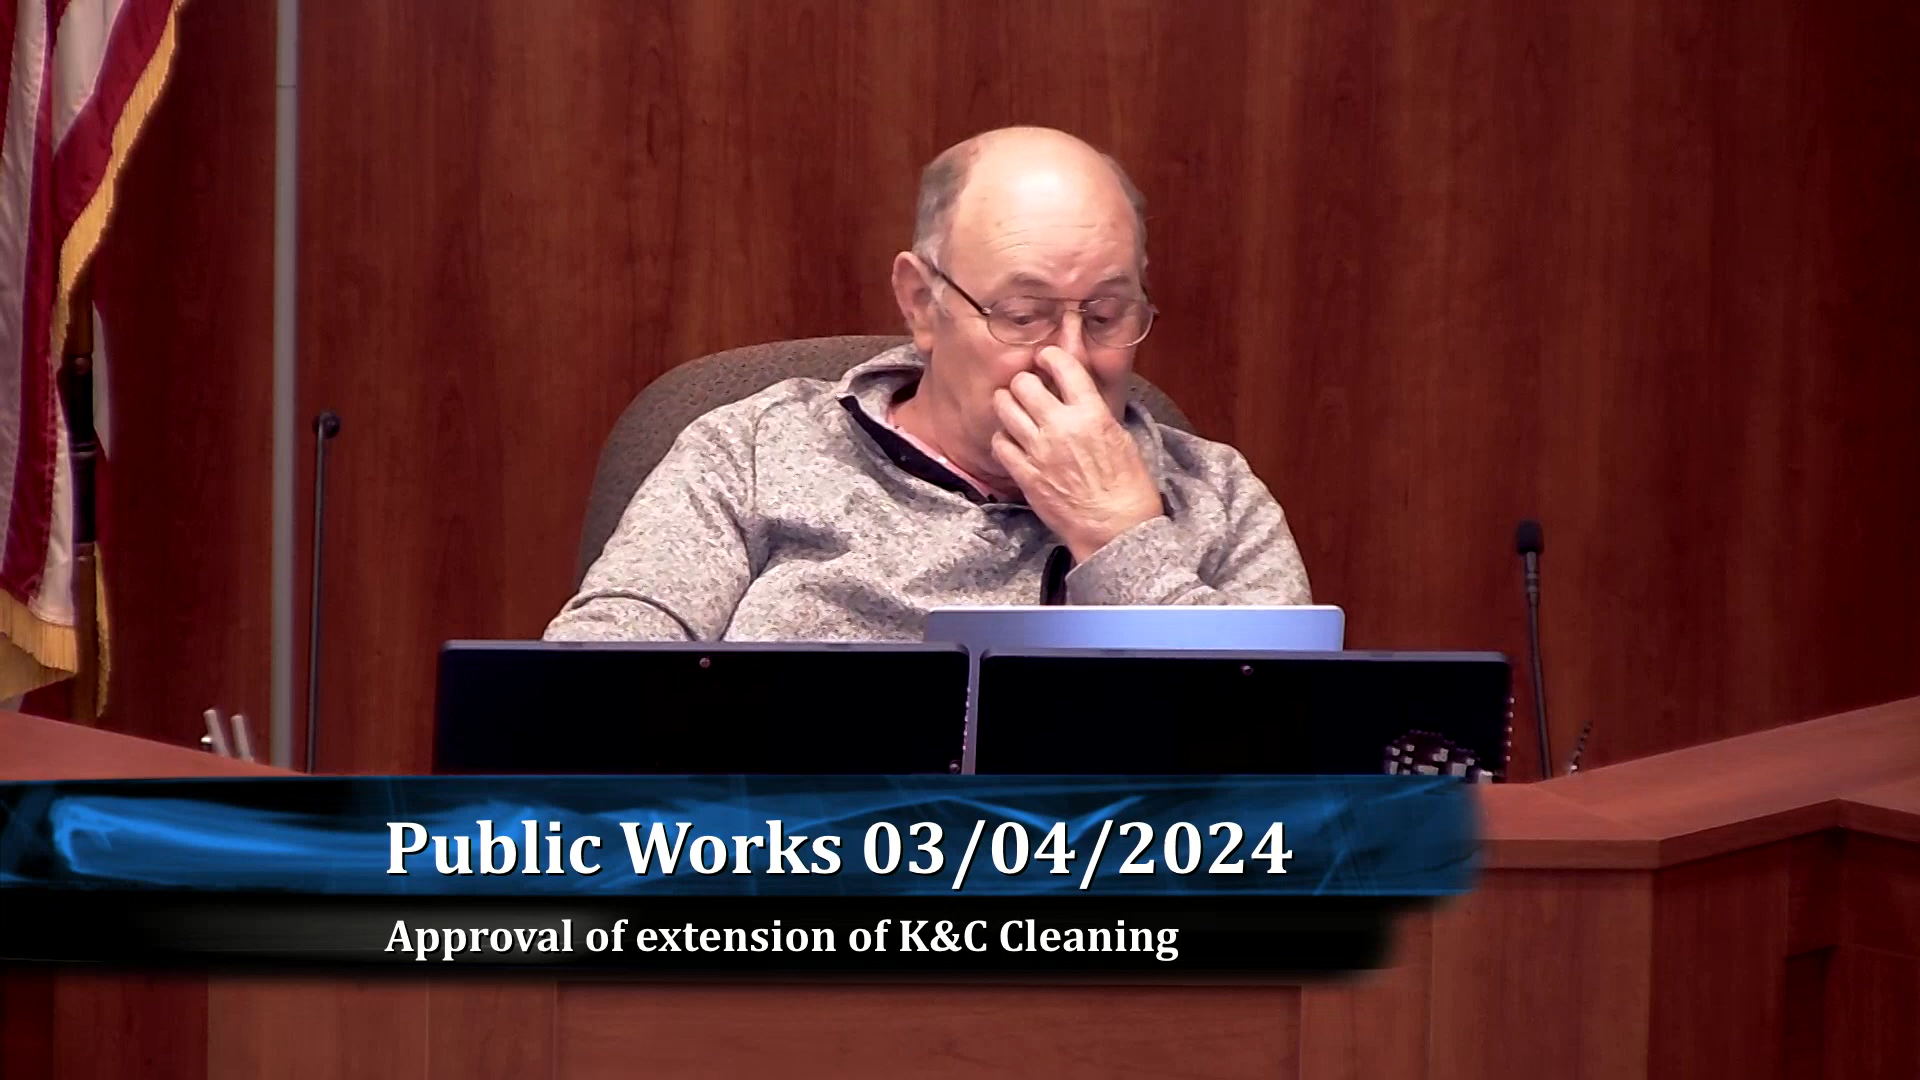 Public Works 03/04/2024
Approval of extension of K&C Cleaning